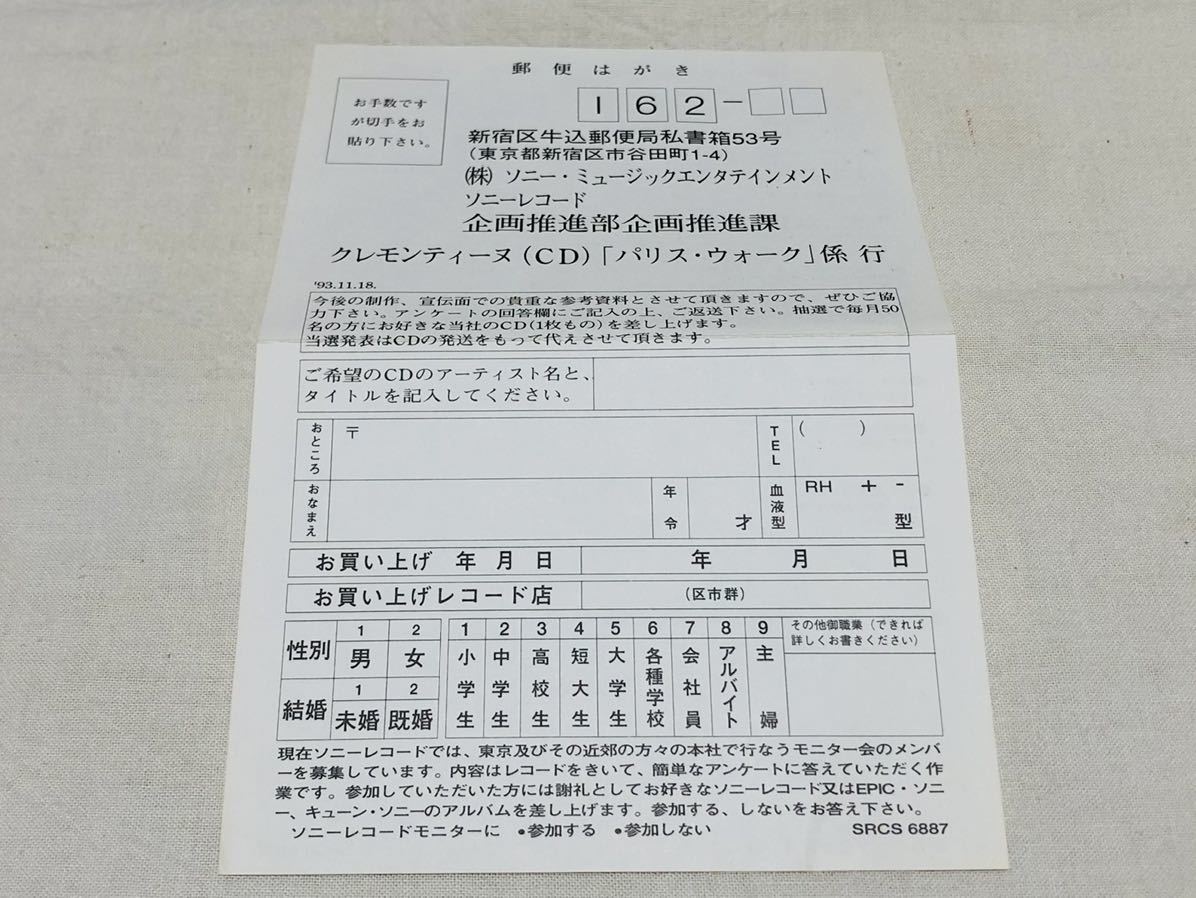 郵便はがき
お手数です
が切手をお
貼り下さい。
162-
新宿区牛込郵便局私書箱53号
(東京都新宿区市谷田町1-4)
㈱ソニー・ミュージックエンタテインメント
ソニーレコード
企画推進部企画推進課
クレモンティーヌ(CD)「パリス・ウォーク」係 行
'93.11.18.
今後の制作、宣伝面での貴重な参考資料とさせて頂きますので、ぜひご協
力下さい。アンケートの回答欄にご記入の上、ご返送下さい。抽選で毎月50
名の方にお好きな当社のCD(1枚もの)を差し上げます。
当選発表はCDの発送をもって代えさせて頂きます。
ご希望のCDのアーティスト名と、
タイトルを記入してください。
おところ 〒 TEL ( )
おなまえ 年令 才 血液型 RH + - 型
お買い上げ 年 月 日 年 月 日
お買い上げレコード店 (区市群)
性別 1 男 2 女
結婚 1 未婚 2 既婚
1 小学生
2 中学生
3 高校生
4 短大生
5 大学生
6 各種学校
7 会社員
8 アルバイト
9 主婦
その他御職業(できれば
詳しくお書きください)
現在ソニーレコードでは、東京及びその近郊の方々の本社で行なうモニター会のメンバ
ーを募集しています。内容はレコードをきいて、簡単なアンケートに答えていただく作
業です。参加していただいた方には謝礼としてお好きなソニーレコード又はEPIC・ソニ
ー、キューン・ソニーのアルバムを差し上げます。参加する、しないをお答え下さい。
ソニーレコードモニターに ●参加する ●参加しない SRCS 6887